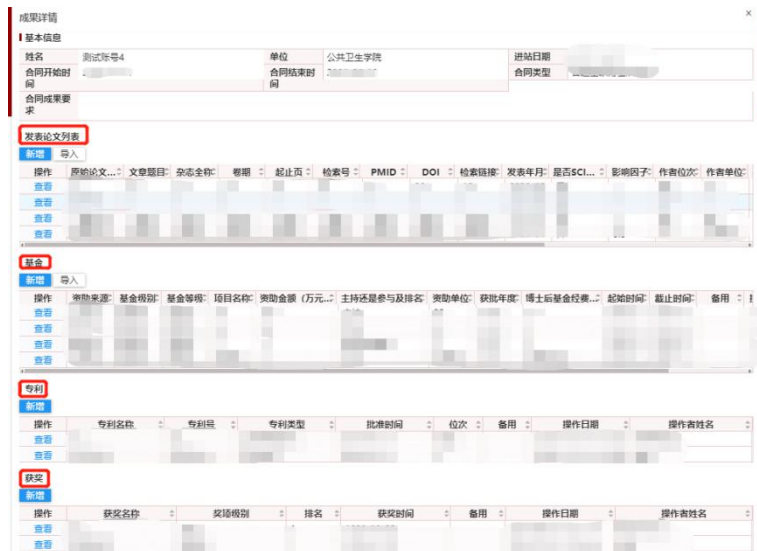 成果详情
基本信息
姓名 测试账号4 单位 公共卫生学院 进站日期
合同开始时间 合同结束时间 合同类型
合同成果要求
发表论文列表
新增 导入
操作 原始论文... 文章题目 杂志全称 卷期 起止页 检索号 PMID DOI 检索链接 发表年月 是否SCI... 影响因子 作者位次 作者单位
查看
查看
查看
查看
基金
新增 导入
操作 资助来源 基金级别 基金等级 项目名称 资助金额（万元... 主持还是参与及排名 资助单位 获批年度 博士后基金经费... 起始时间 截止时间 备用
查看
查看
查看
查看
专利
新增
操作 专利名称 专利号 专利类型 批准时间 位次 备用 操作日期 操作者姓名
查看
查看
获奖
新增
操作 获奖名称 奖项级别 排名 获奖时间 备用 操作日期 操作者姓名
查看
查看